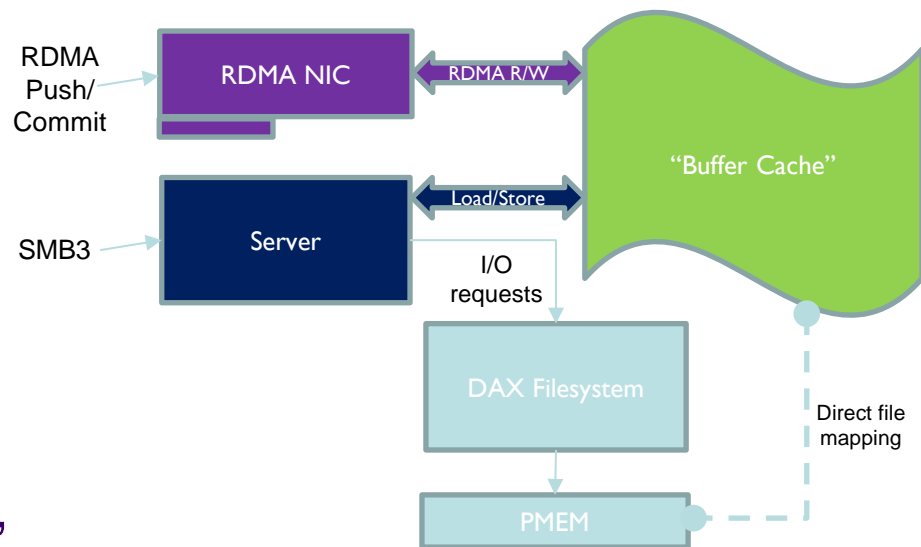 RDMA
Push/
Commit
RDMA NIC
RDMA R/W
“Buffer Cache”
SMB3
Server
Load/Store
I/O
requests
DAX Filesystem
Direct file
mapping
PMEM
,